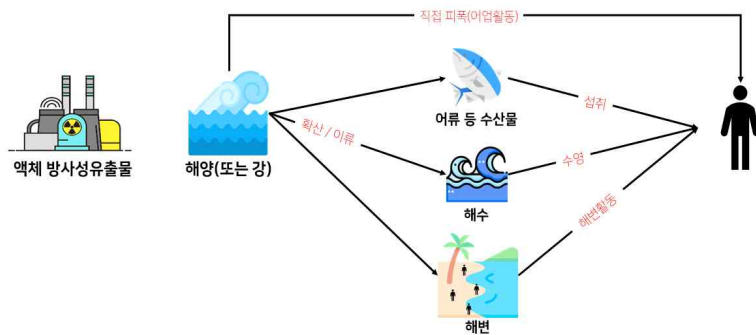 직접 피폭(어업활동)
어류 등 수산물
섭취
확산 / 이류
액체 방사성유출물
해양(또는 강)
수영
해수
해변활동
해변